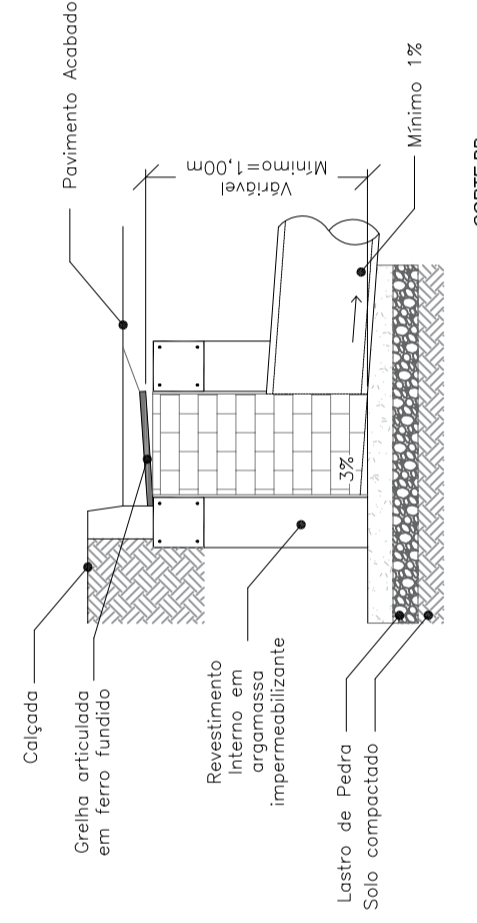 Calçada
Grelha articulada
em ferro fundido
Pavimento Acabado
Váriável
Mínimo=1,00m
3%
Mínimo 1%
Revestimento
Interno em
argamassa
impermeabilizante
Lastro de Pedra
Solo compactado